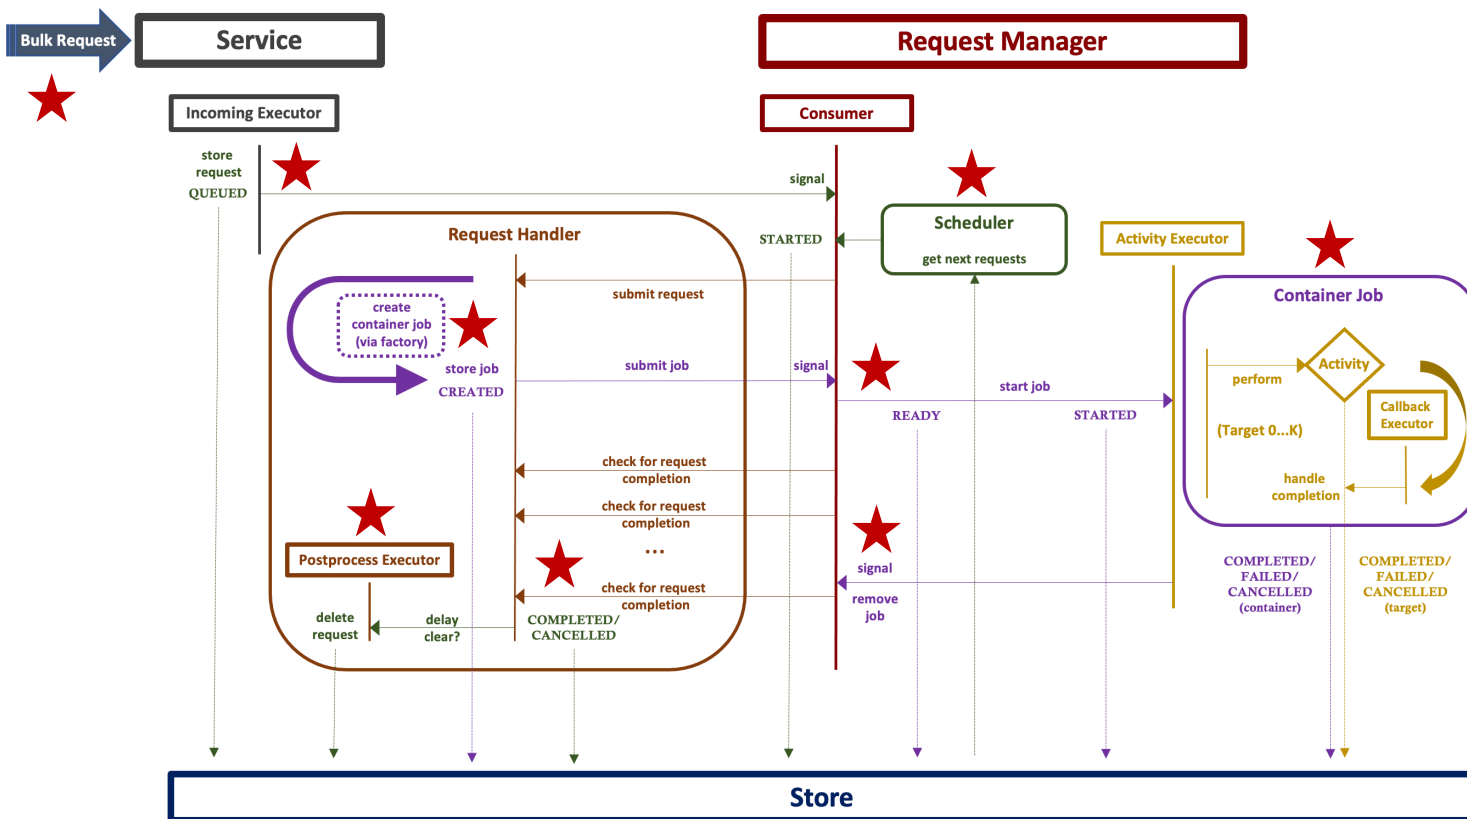 Bulk Request
Service
Request Manager
Incoming Executor
Consumer
store
request
QUEUED
signal
Request Handler
STARTED
Scheduler
get next requests
Activity Executor
submit request
create
container job
(via factory)
store job
CREATED
submit job
signal
start job
READY
STARTED
Container Job
Activity
perform
Callback
Executor
(Target 0...K)
handle
completion
check for request
completion
check for request
completion
...
check for request
completion
signal
remove
job
Postprocess Executor
delete
request
delay
clear?
COMPLETED/
CANCELLED
COMPLETED/
FAILED/
CANCELLED
(container)
COMPLETED/
FAILED/
CANCELLED
(target)
Store